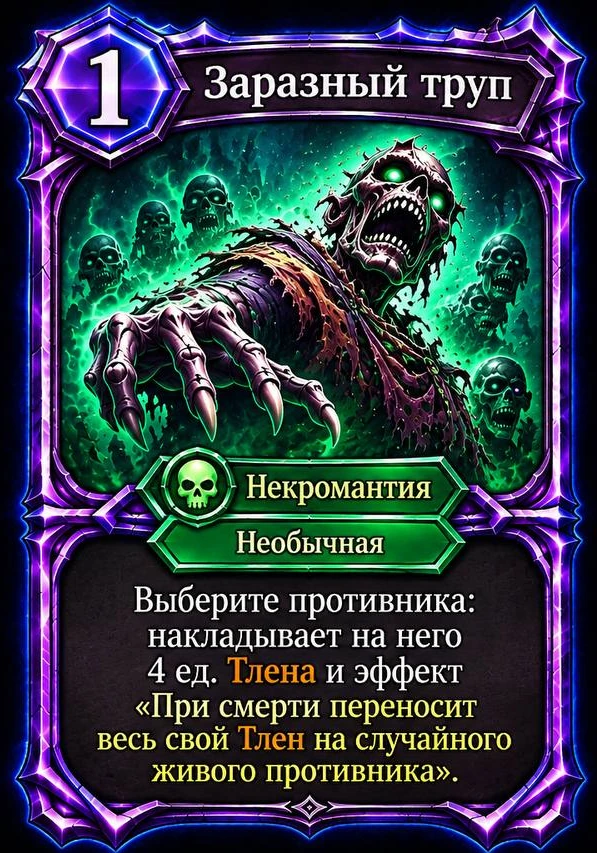 1
Заразный труп
Некромантия
Необычная
Выберите противника:
накладывает на него
4 ед. Тлена и эффект
«При смерти переносит
весь свой Тлен на случайного
живого противника».